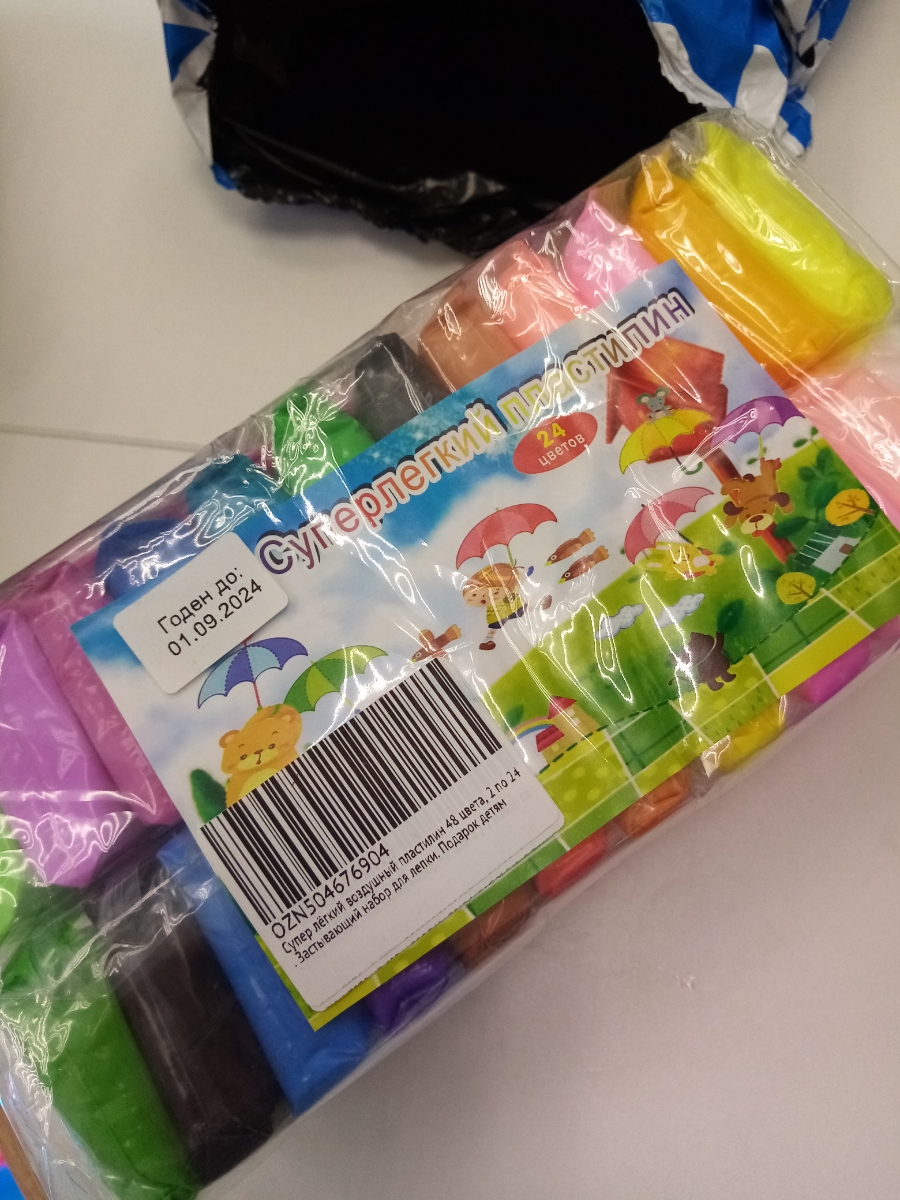 Суперлегкий пластилин
24
цветов
Годен до:
01.09.2024
OZN504676904
Супер лёгкий воздушный пластилин 48 цвета, 2 по 24
. Застывающий набор для лепки. Подарок детям